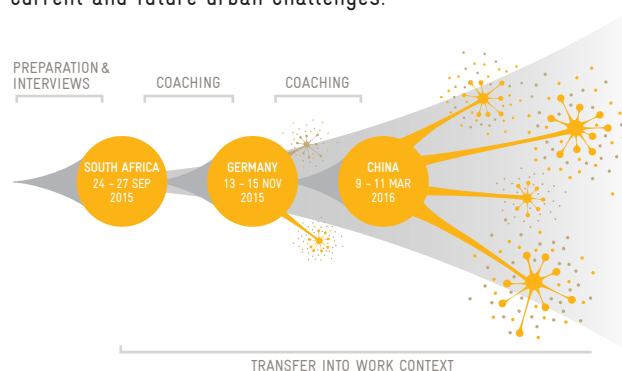 current and future urban challenges.
PREPARATION &
INTERVIEWS
COACHING
COACHING
SOUTH AFRICA
24 – 27 SEP
2015
GERMANY
13 – 15 NOV
2015
CHINA
9 – 11 MAR
2016
TRANSFER INTO WORK CONTEXT